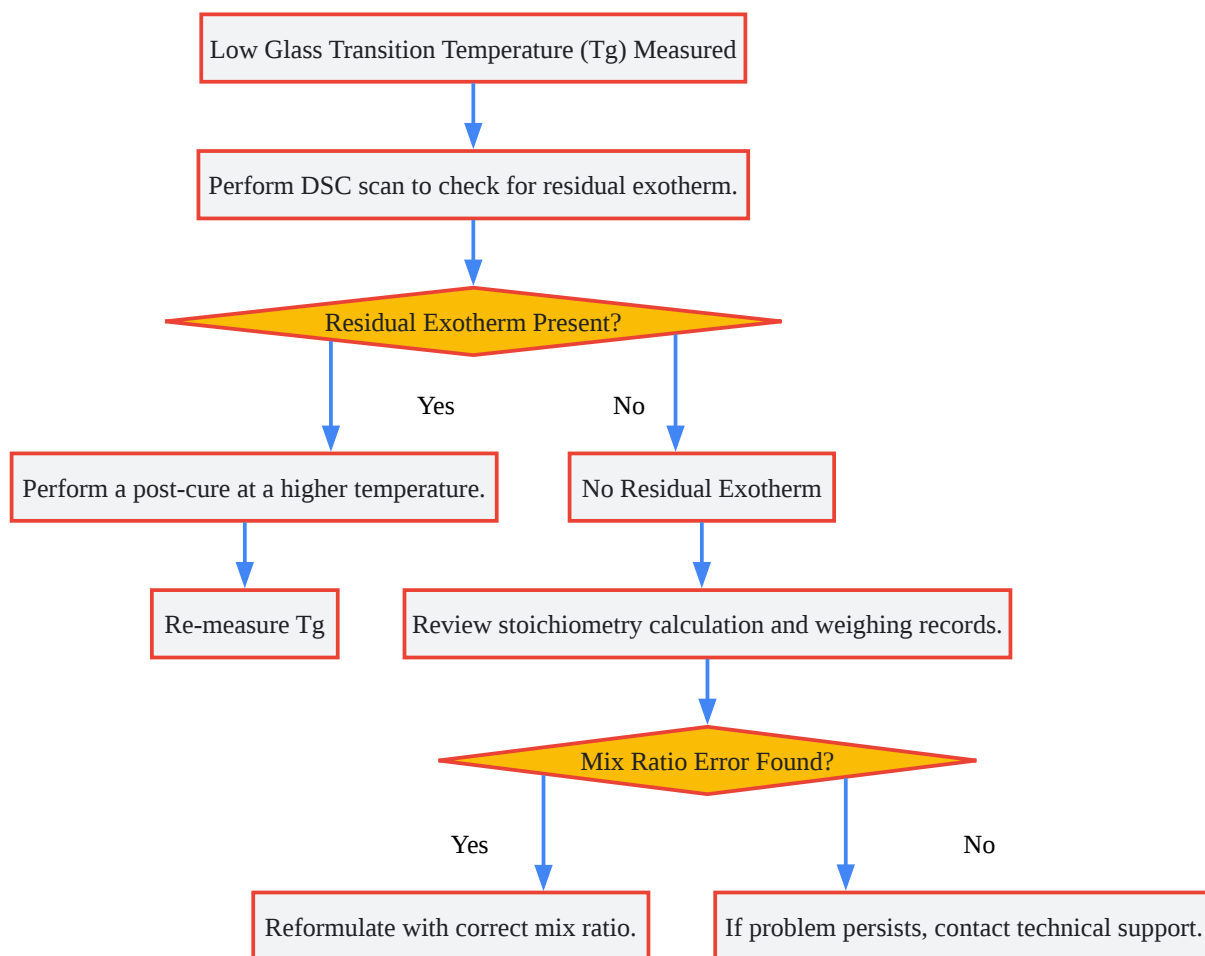 Low Glass Transition Temperature (Tg) Measured
Perform DSC scan to check for residual exotherm.
Residual Exotherm Present?
Yes
No
Perform a post-cure at a higher temperature.
No Residual Exotherm
Re-measure Tg
Review stoichiometry calculation and weighing records.
Mix Ratio Error Found?
Yes
No
Reformulate with correct mix ratio.
If problem persists, contact technical support.